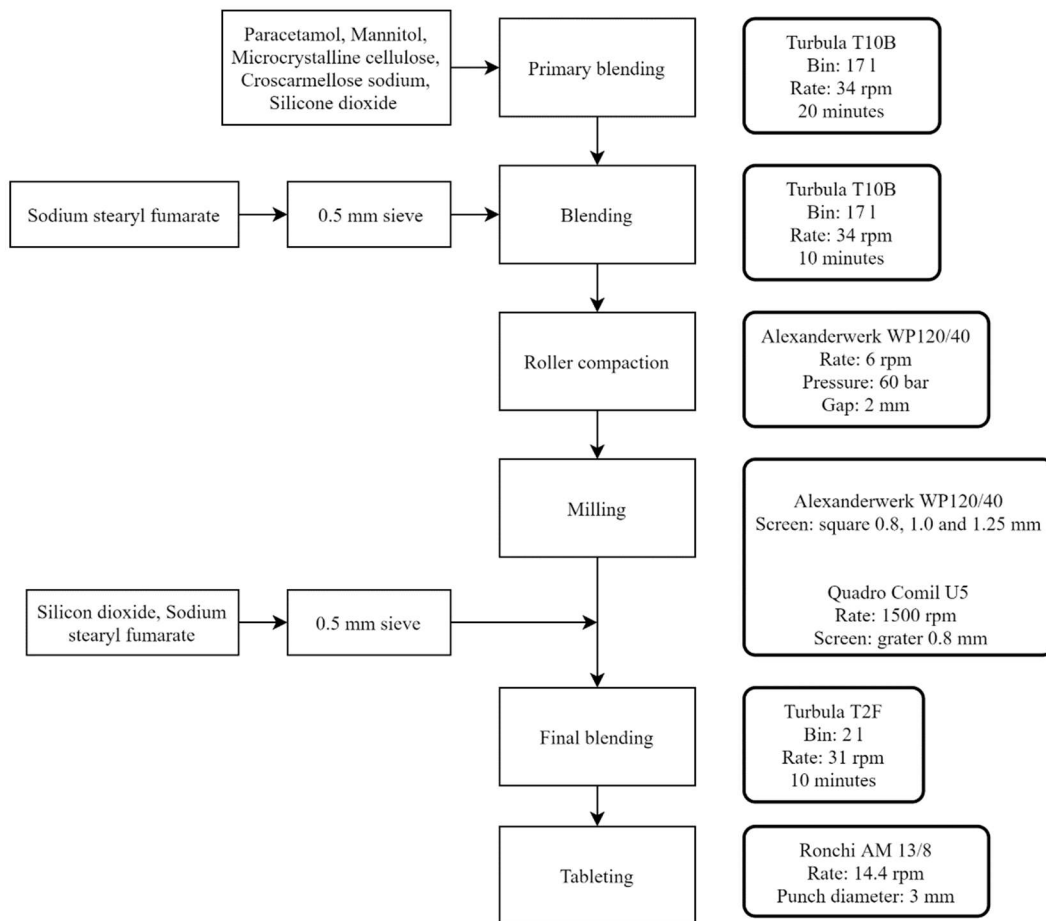 Paracetamol, Mannitol,
Microcrystalline cellulose,
Croscarmellose sodium,
Silicone dioxide
Primary blending
Turbula T10B
Bin: 17 l
Rate: 34 rpm
20 minutes
Sodium stearyl fumarate
0.5 mm sieve
Blending
Turbula T10B
Bin: 17 l
Rate: 34 rpm
10 minutes
Roller compaction
Alexanderwerk WP120/40
Rate: 6 rpm
Pressure: 60 bar
Gap: 2 mm
Milling
Alexanderwerk WP120/40
Screen: square 0.8, 1.0 and 1.25 mm
Quadro Comil U5
Rate: 1500 rpm
Screen: grater 0.8 mm
Silicon dioxide, Sodium
stearyl fumarate
0.5 mm sieve
Final blending
Turbula T2F
Bin: 2 l
Rate: 31 rpm
10 minutes
Tableting
Ronchi AM 13/8
Rate: 14.4 rpm
Punch diameter: 3 mm